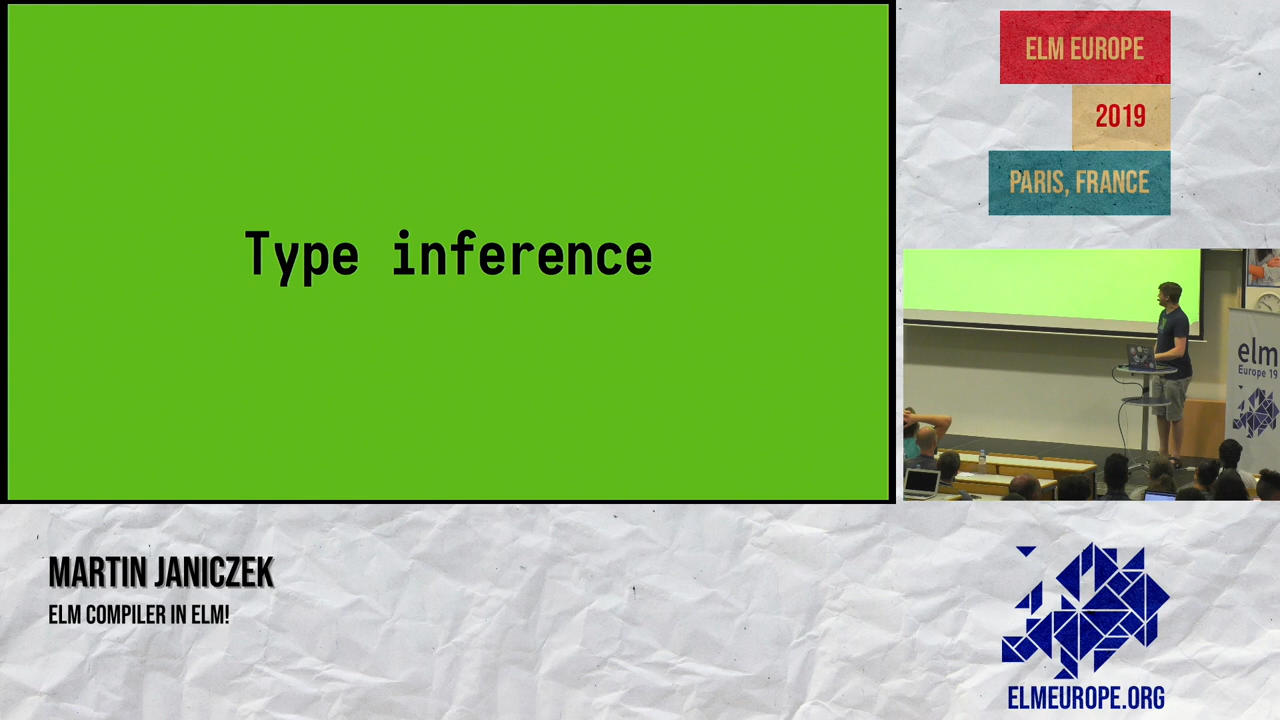 Type inference
ELM EUROPE
2019
PARIS, FRANCE
elm
Europe 19
MARTIN JANICZEK
ELM COMPILER IN ELM!
ELMEUROPE.ORG